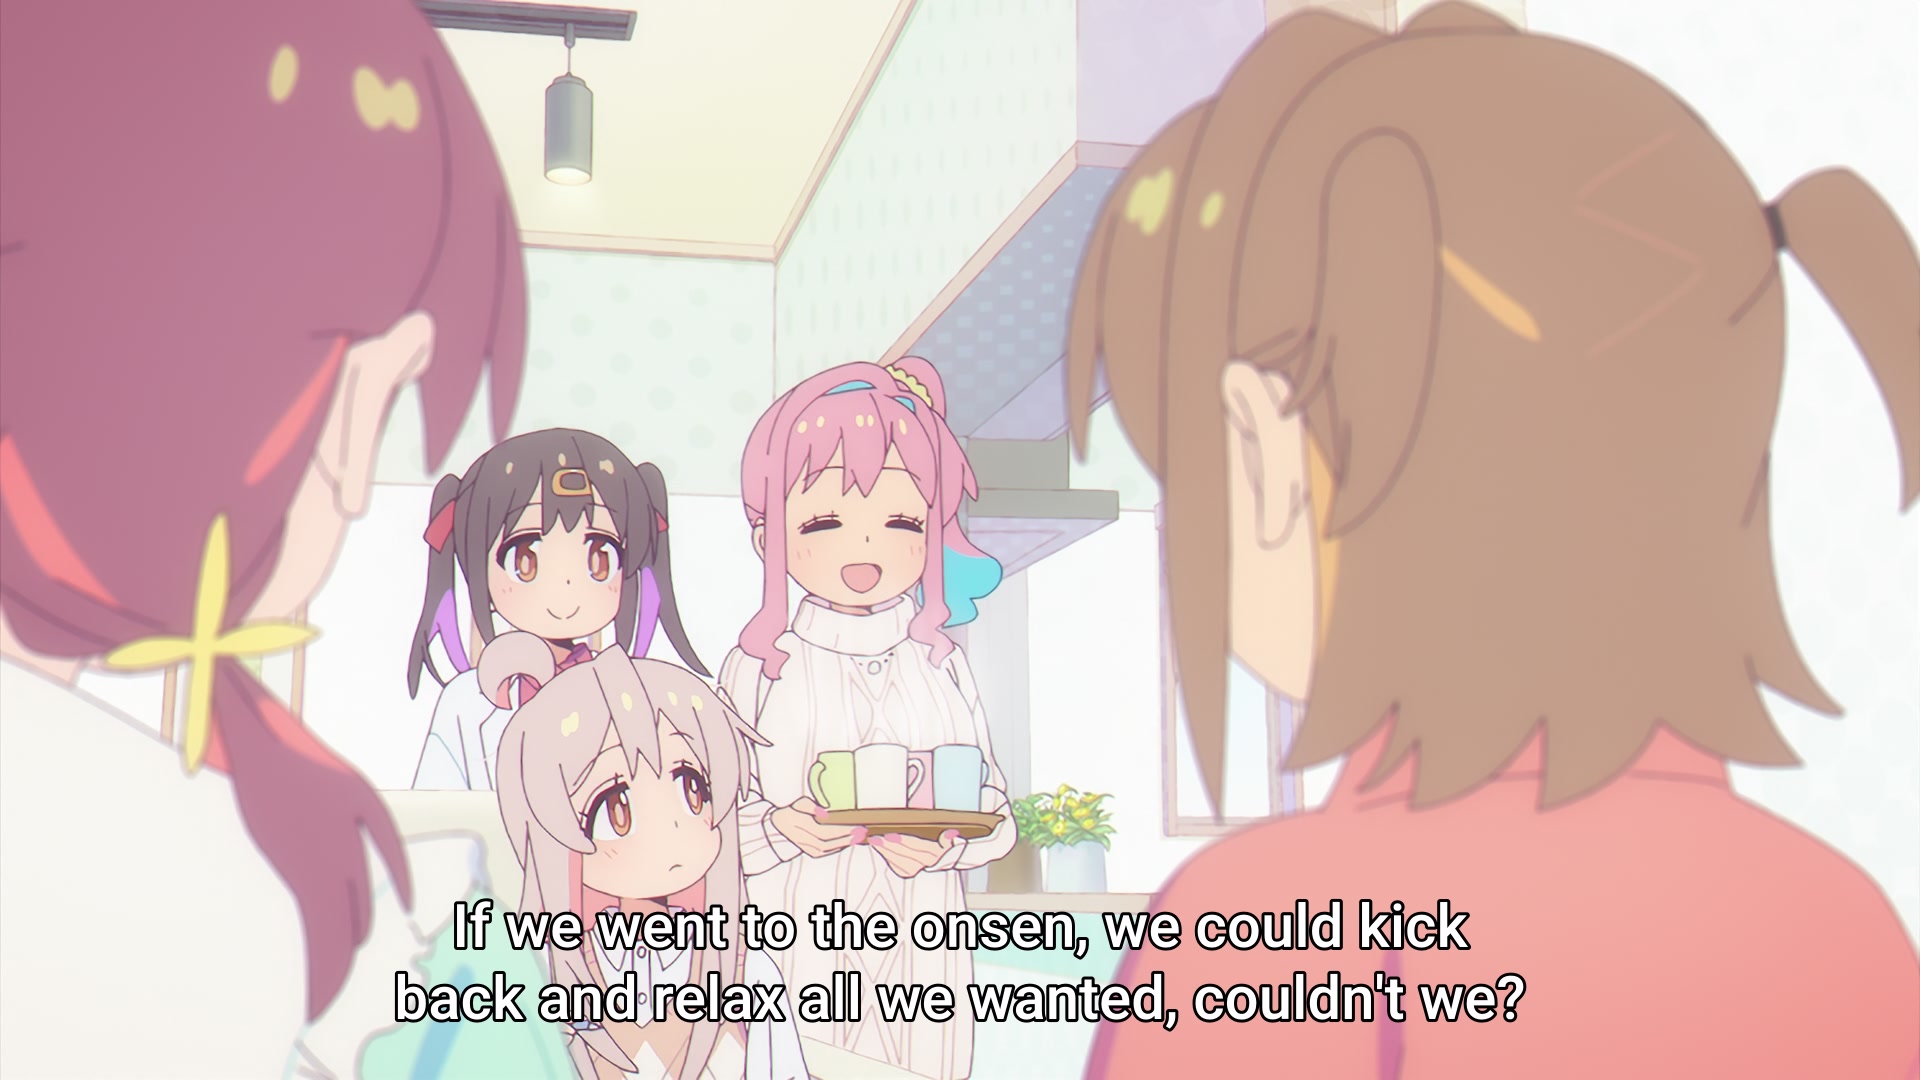 If we went to the onsen, we could kick
back and relax all we wanted, couldn't we?